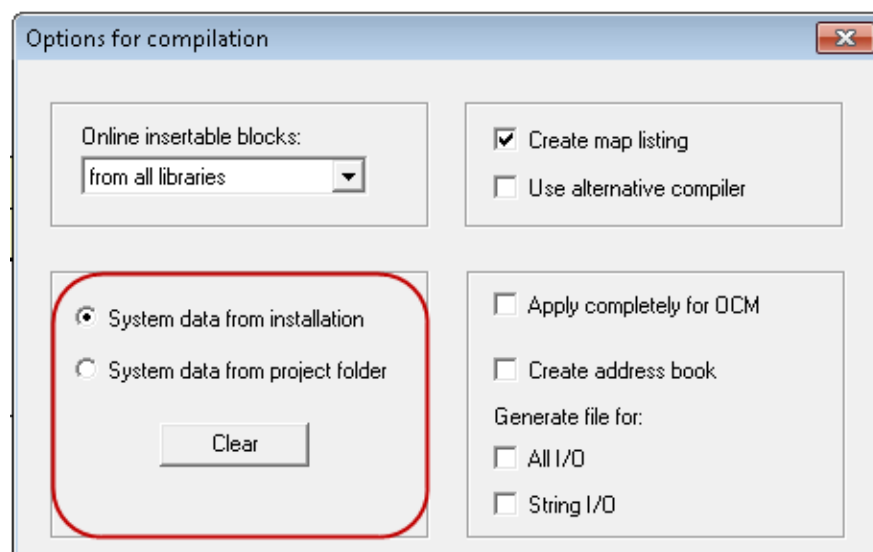 Options for compilation
Online insertable blocks:
from all libraries
Create map listing
Use alternative compiler
System data from installation
System data from project folder
Clear
Apply completely for OCM
Create address book
Generate file for:
All I/O
String I/O